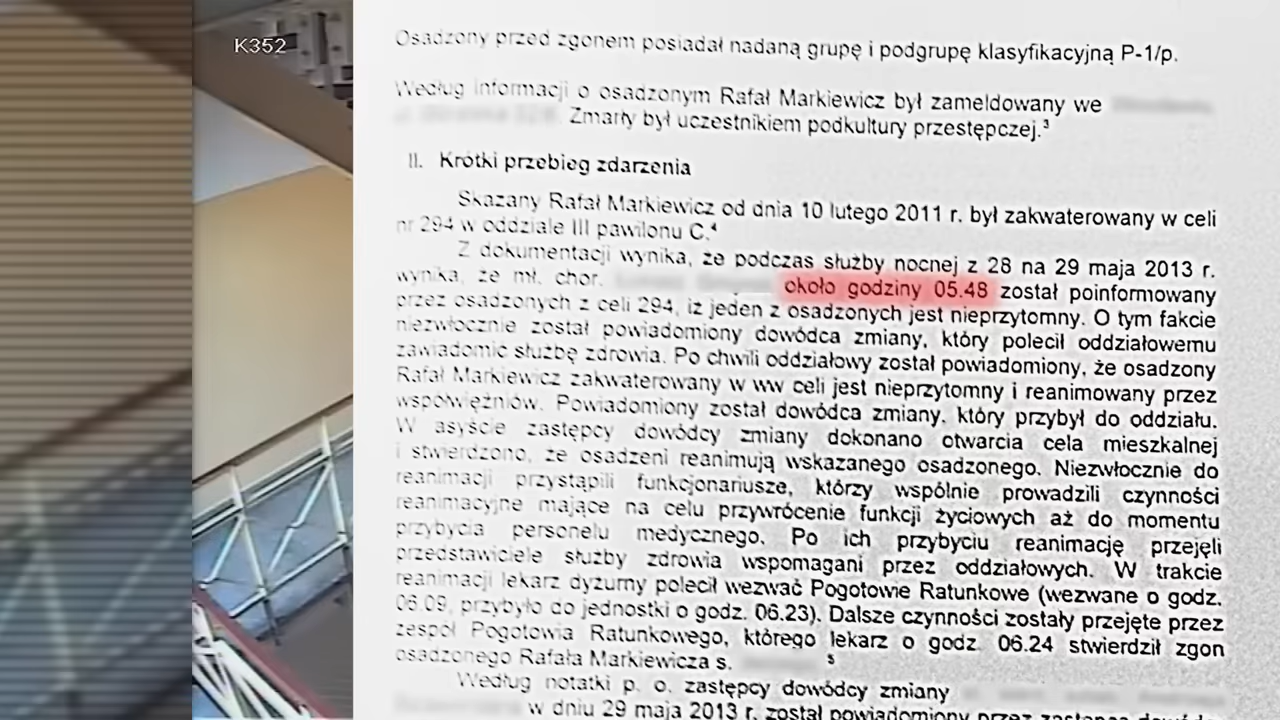 K352
Osadzony przed zgonem posiadał nadaną grupę i podgrupę klasyfikacyjną P-1/p.
Według informacji o osadzonym Rafał Markiewicz był zameldowany we
Zmarły był uczestnikiem podkultury przestępczej.³
II. Krótki przebieg zdarzenia
Skazany Rafał Markiewicz od dnia 10 lutego 2011 r. był zakwaterowany w celi
nr 294 w oddziale III pawilonu C.⁴
Z dokumentacji wynika, że podczas służby nocnej z 28 na 29 maja 2013 r.
wynika, że mł. chor. około godziny 05.48 został poinformowany
przez osadzonych z celi 294, iż jeden z osadzonych jest nieprzytomny. O tym fakcie
niezwłocznie został powiadomiony dowódca zmiany, który polecił oddziałowemu
zawiadomić służbę zdrowia. Po chwili oddziałowy został powiadomiony, że osadzony
Rafał Markiewicz zakwaterowany w ww celi jest nieprzytomny i reanimowany przez
współwięźniów. Powiadomiony został dowódca zmiany, który przybył do oddziału.
W asyście zastępcy dowódcy zmiany dokonano otwarcia cela mieszkalnej
i stwierdzono, że osadzeni reanimują wskazanego osadzonego. Niezwłocznie do
reanimacji przystąpili funkcjonariusze, którzy wspólnie prowadzili czynności
reanimacyjne mające na celu przywrócenie funkcji życiowych aż do momentu
przybycia personelu medycznego. Po ich przybyciu reanimację przejęli
przedstawiciele służby zdrowia wspomagani przez oddziałowych. W trakcie
reanimacji lekarz dyżurny polecił wezwać Pogotowie Ratunkowe (wezwane o godz.
06.09, przybyło do jednostki o godz. 06.23). Dalsze czynności zostały przejęte przez
zespół Pogotowia Ratunkowego, którego lekarz o godz. 06.24 stwierdził zgon
osadzonego Rafała Markiewicza s. ⁵
Według notatki p. o. zastępcy dowódcy zmiany
w dniu 29 maja 2013 r. został powiadomiony przez zastępcę